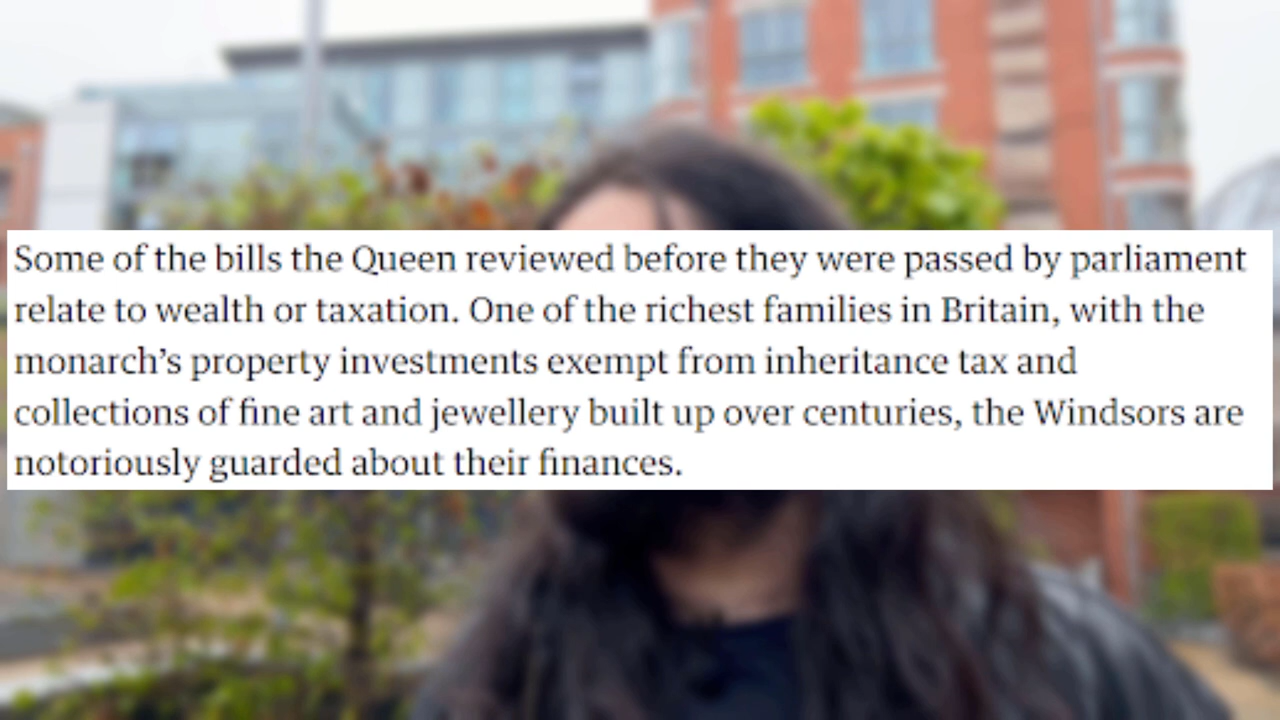 Some of the bills the Queen reviewed before they were passed by parliament
relate to wealth or taxation. One of the richest families in Britain, with the
monarch’s property investments exempt from inheritance tax and
collections of fine art and jewellery built up over centuries, the Windsors are
notoriously guarded about their finances.